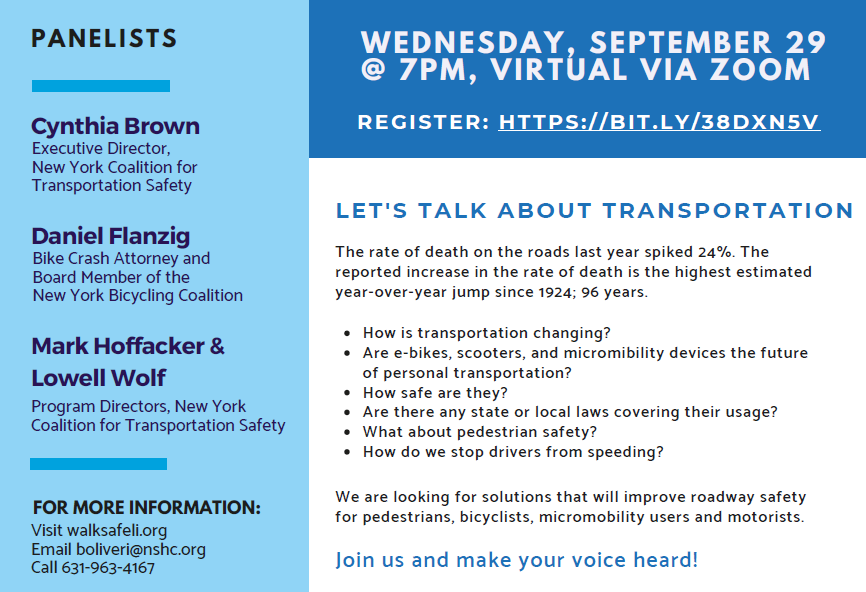 PANELISTS
Cynthia Brown
Executive Director,
New York Coalition for
Transportation Safety
Daniel Flanzig
Bike Crash Attorney and
Board Member of the
New York Bicycling Coalition
Mark Hoffacker &
Lowell Wolf
Program Directors, New York
Coalition for Transportation Safety
FOR MORE INFORMATION:
Visit walksafeli.org
Email boliveri@nshc.org
Call 631-963-4167
WEDNESDAY, SEPTEMBER 29
@ 7PM, VIRTUAL VIA ZOOM
REGISTER: HTTPS://BIT.LY/38DXN5V
LET'S TALK ABOUT TRANSPORTATION
The rate of death on the roads last year spiked 24%. The
reported increase in the rate of death is the highest estimated
year-over-year jump since 1924; 96 years.
• How is transportation changing?
• Are e-bikes, scooters, and micromibility devices the future
of personal transportation?
• How safe are they?
• Are there any state or local laws covering their usage?
• What about pedestrian safety?
• How do we stop drivers from speeding?
We are looking for solutions that will improve roadway safety
for pedestrians, bicyclists, micromobility users and motorists.
Join us and make your voice heard!